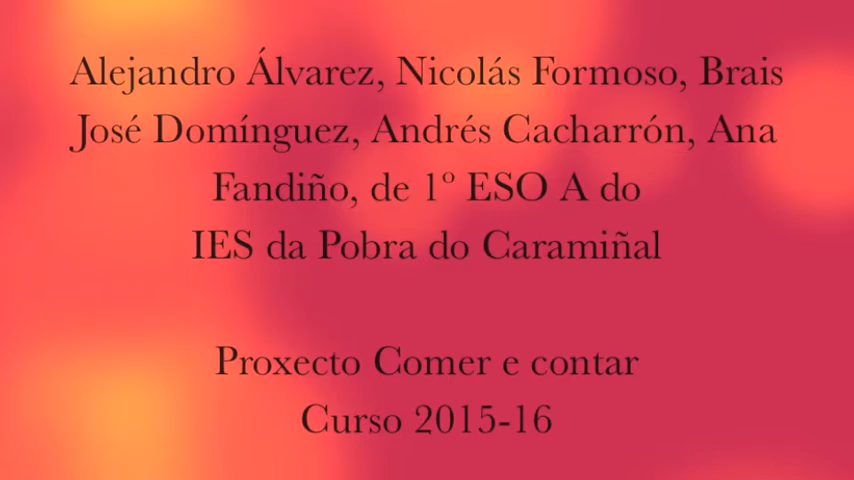 Alejandro Álvarez, Nicolás Formoso, Brais
José Domínguez, Andrés Cacharrón, Ana
Fandiño, de 1º ESO A do
IES da Pobra do Caramiñal
Proxecto Comer e contar
Curso 2015-16